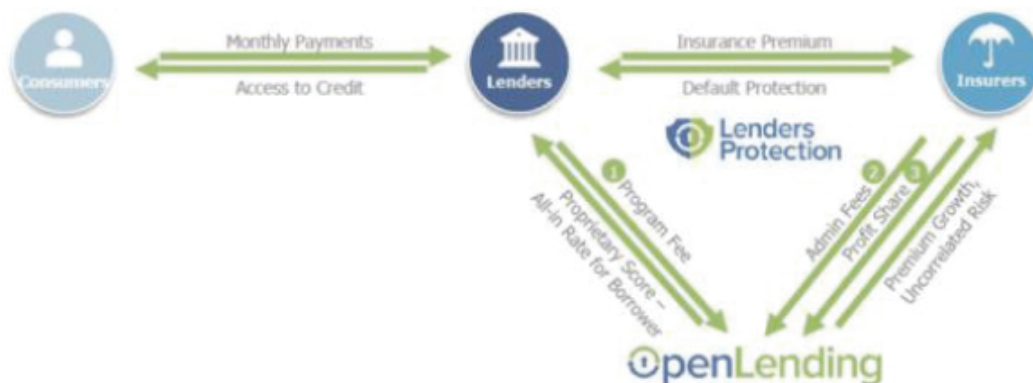 Monthly Payments
Access to Credit
Consumers
Lenders
Insurance Premium
Default Protection
Insurers
Lenders
Protection
1
Program Fee
Proprietary Score –
All-in Rate for Borrower
2
Admin Fees
3
Profit Share
Premium Growth,
Uncorrelated Risk
OpenLending